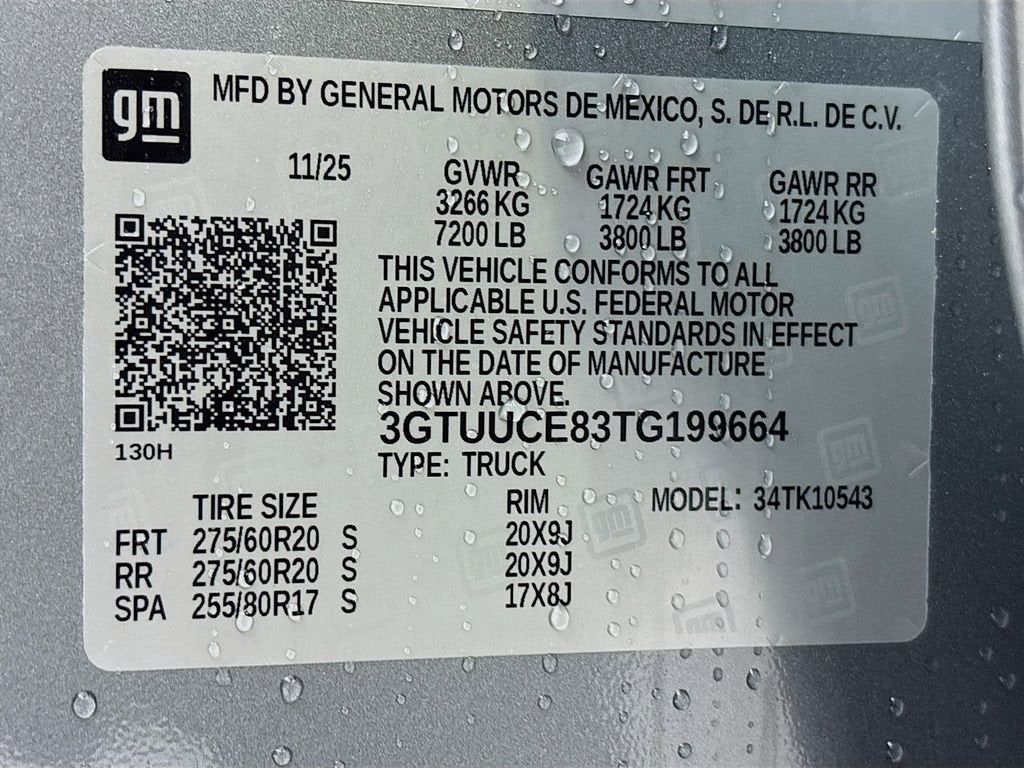 gm
MFD BY GENERAL MOTORS DE MEXICO, S. DE R.L. DE C.V.
11/25 GVWR GAWR FRT GAWR RR
3266 KG 1724 KG 1724 KG
7200 LB 3800 LB 3800 LB
THIS VEHICLE CONFORMS TO ALL
APPLICABLE U.S. FEDERAL MOTOR
VEHICLE SAFETY STANDARDS IN EFFECT
ON THE DATE OF MANUFACTURE
SHOWN ABOVE.
3GTUUCE83TG199664
130H
TYPE: TRUCK
TIRE SIZE RIM MODEL: 34TK10543
FRT 275/60R20 S 20X9J
RR 275/60R20 S 20X9J
SPA 255/80R17 S 17X8J